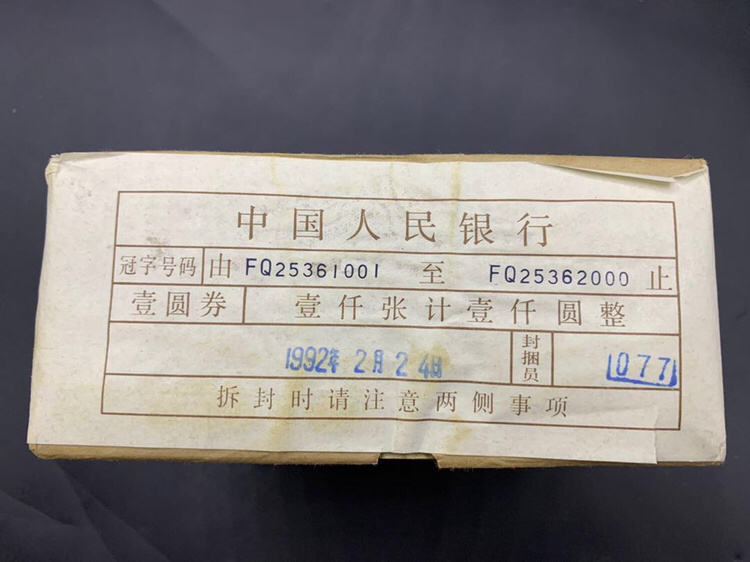 中国人民银行
冠字号码 由 FQ25361001 至 FQ25362000 止
壹圆券 壹仟张计壹仟圆整
1992年2月24日 封捆员 077
拆封时请注意两侧事项